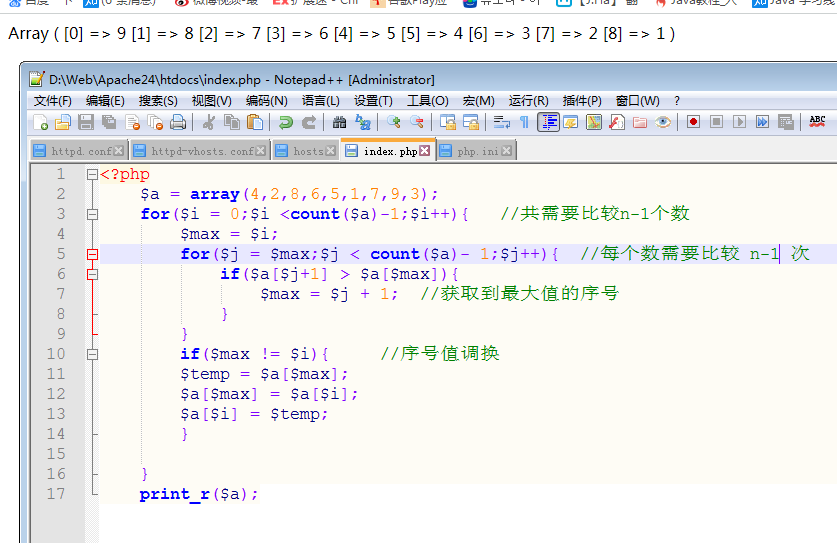 Array ( [0] => 9 [1] => 8 [2] => 7 [3] => 6 [4] => 5 [5] => 4 [6] => 3 [7] => 2 [8] => 1 )
D:\Web\Apache24\htdocs\index.php - Notepad++ [Administrator]
文件(F) 编辑(E) 搜索(S) 视图(V) 编码(N) 语言(L) 设置(T) 工具(O) 宏(M) 运行(R) 插件(P) 窗口(W) ?
ABC
httpd.conf httpd-vhosts.conf hosts index.php php.ini
1 <?php
2 $a = array(4,2,8,6,5,1,7,9,3);
3 for($i = 0;$i <count($a)-1;$i++){ //共需要比较n-1个数
4 $max = $i;
5 for($j = $max;$j < count($a)- 1;$j++){ //每个数需要比较 n-1 次
6 if($a[$j+1] > $a[$max]){
7 $max = $j + 1; //获取到最大值的序号
8 }
9 }
10 if($max != $i){ //序号值调换
11 $temp = $a[$max];
12 $a[$max] = $a[$i];
13 $a[$i] = $temp;
14 }
15
16 }
17 print_r($a);